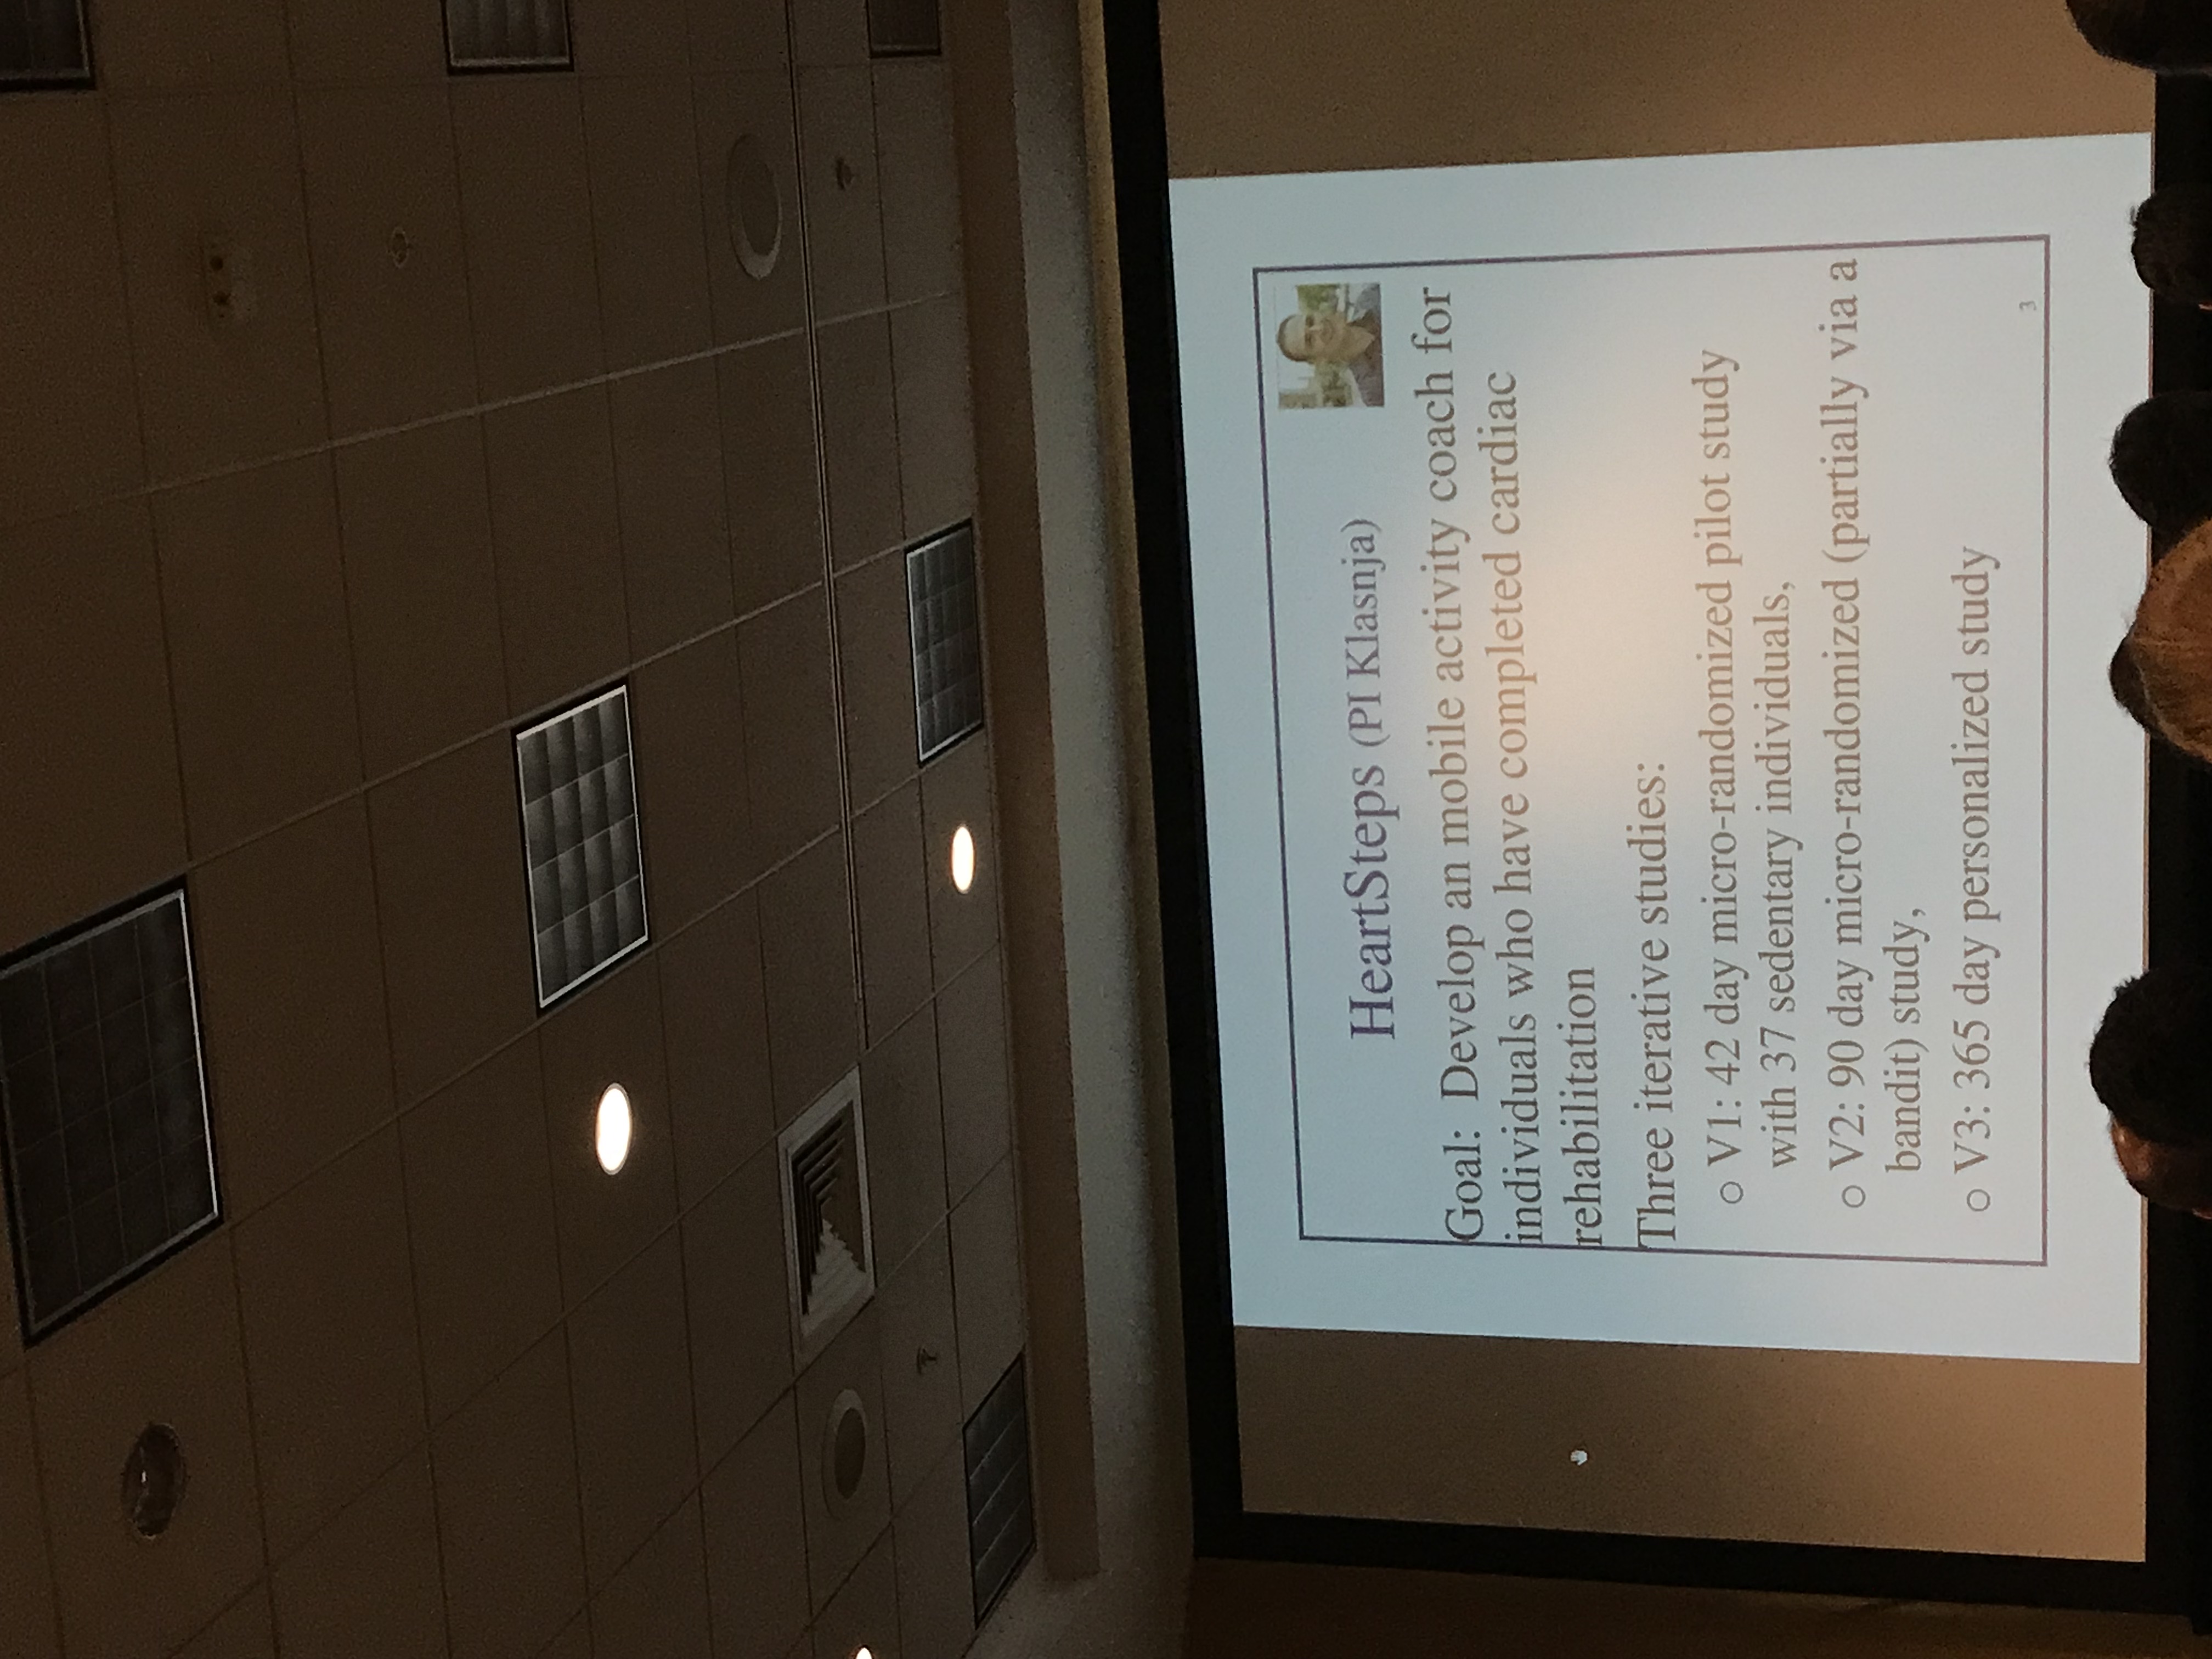 HeartSteps (PI Klasnja)
Goal: Develop an mobile activity coach for
individuals who have completed cardiac
rehabilitation
Three iterative studies:
○ V1: 42 day micro-randomized pilot study
with 37 sedentary individuals,
○ V2: 90 day micro-randomized (partially via a
bandit) study,
○ V3: 365 day personalized study
3